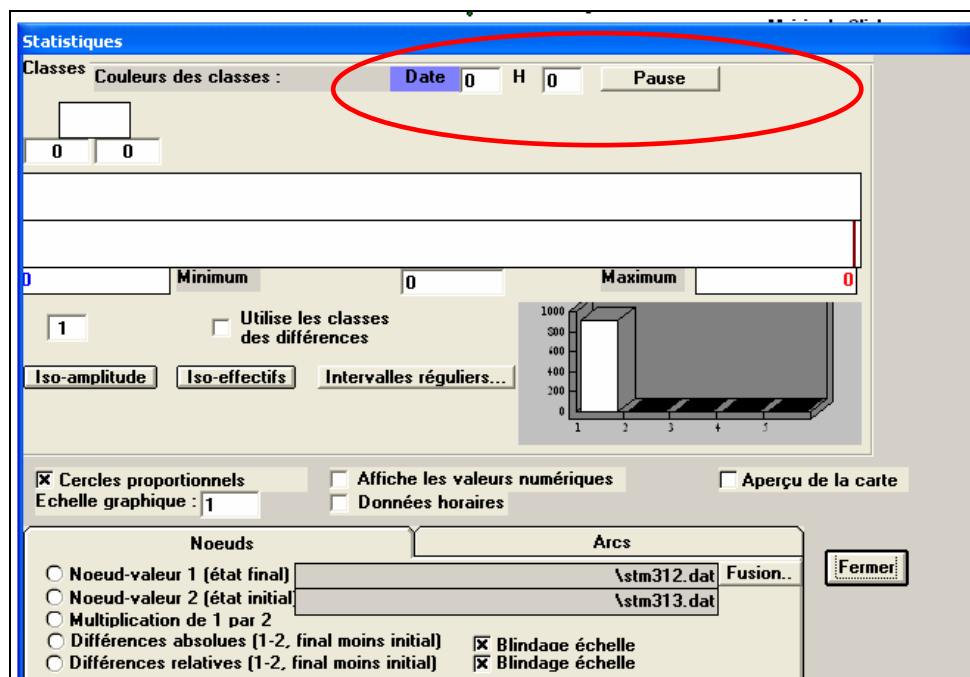 Statistiques
Classes Couleurs des classes : Date 0 H 0 Pause
0 0
0 Minimum 0 Maximum 0
1 Utilise les classes
des différences
Iso-amplitude Iso-effectifs Intervalles réguliers...
1000
800
600
400
200
0
1 2 3 4 5
Cercles proportionnels Affiche les valeurs numériques Aperçu de la carte
Echelle graphique : 1 Données horaires
Noeuds Arcs
Noeud-valeur 1 (état final) \stm312.dat Fusion.. Fermer
Noeud-valeur 2 (état initial \stm313.dat
Multiplication de 1 par 2
Différences absolues (1-2, final moins initial) Blindage échelle
Différences relatives (1-2, final moins initial) Blindage échelle